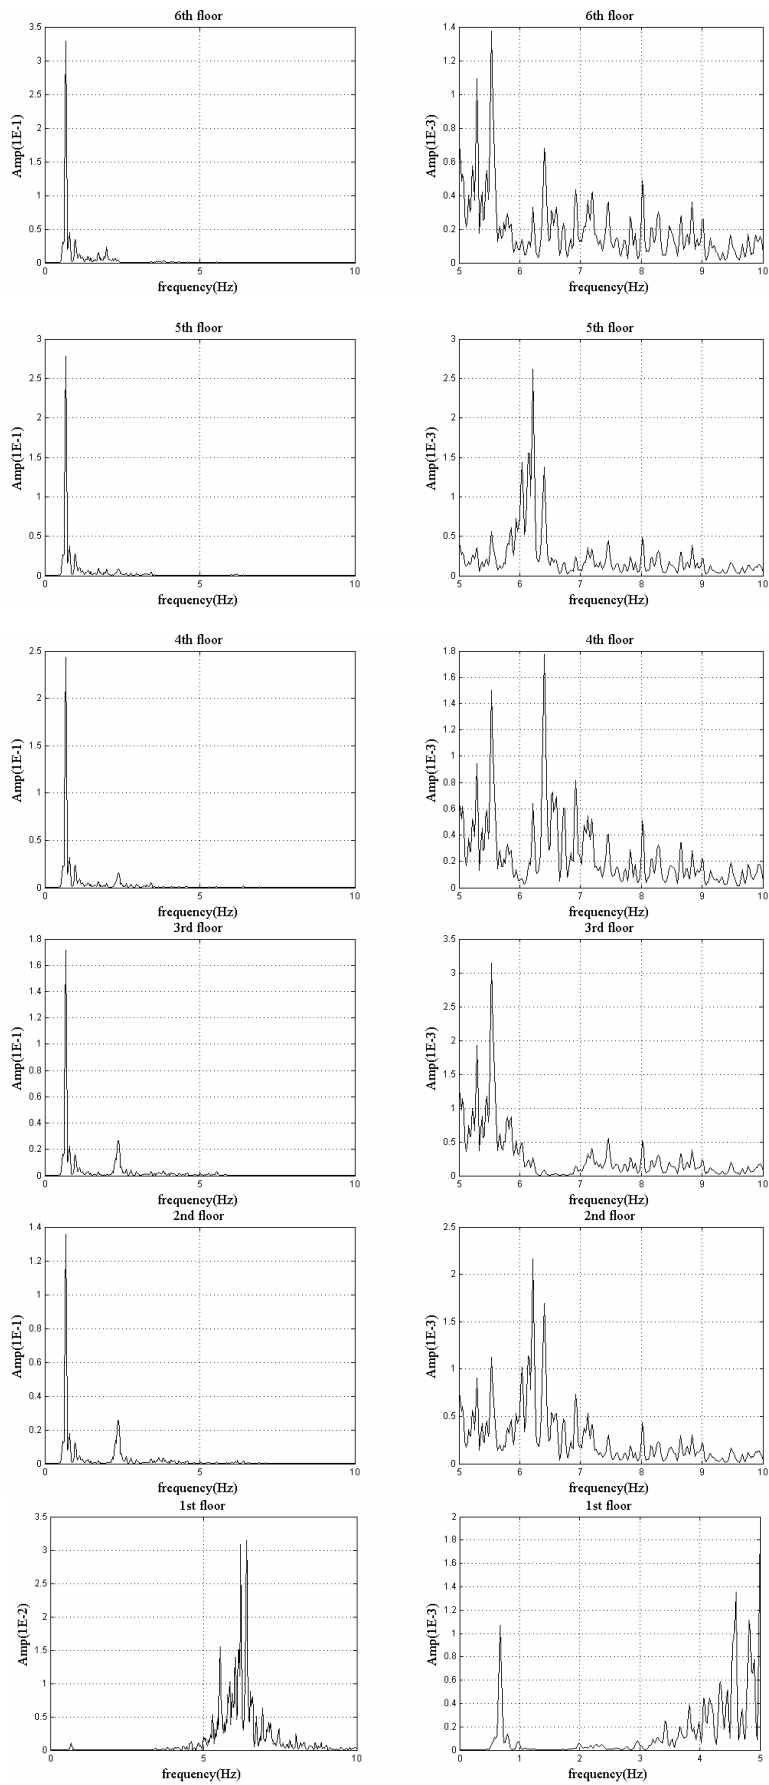 6th floor
Amp(1E-1)
3.5
3
2.5
2
1.5
1
0.5
0
0 5 10
frequency(Hz)
6th floor
Amp(1E-3)
1.4
1.2
1
0.8
0.6
0.4
0.2
0
5 6 7 8 9 10
frequency(Hz)
5th floor
Amp(1E-1)
3
2.5
2
1.5
1
0.5
0
0 5 10
frequency(Hz)
5th floor
Amp(1E-3)
3
2.5
2
1.5
1
0.5
0
5 6 7 8 9 10
frequency(Hz)
4th floor
Amp(1E-1)
2.5
2
1.5
1
0.5
0
0 5 10
frequency(Hz)
4th floor
Amp(1E-3)
1.8
1.6
1.4
1.2
1
0.8
0.6
0.4
0.2
0
5 6 7 8 9 10
frequency(Hz)
3rd floor
Amp(1E-1)
1.8
1.6
1.4
1.2
1
0.8
0.6
0.4
0.2
0
0 5 10
frequency(Hz)
3rd floor
Amp(1E-3)
3.5
3
2.5
2
1.5
1
0.5
0
5 6 7 8 9 10
frequency(Hz)
2nd floor
Amp(1E-1)
1.4
1.2
1
0.8
0.6
0.4
0.2
0
0 5 10
frequency(Hz)
2nd floor
Amp(1E-3)
2.5
2
1.5
1
0.5
0
5 6 7 8 9 10
frequency(Hz)
1st floor
Amp(1E-2)
3.5
3
2.5
2
1.5
1
0.5
0
0 5 10
frequency(Hz)
1st floor
Amp(1E-3)
2
1.8
1.6
1.4
1.2
1
0.8
0.6
0.4
0.2
0
0 1 2 3 4 5
frequency(Hz)